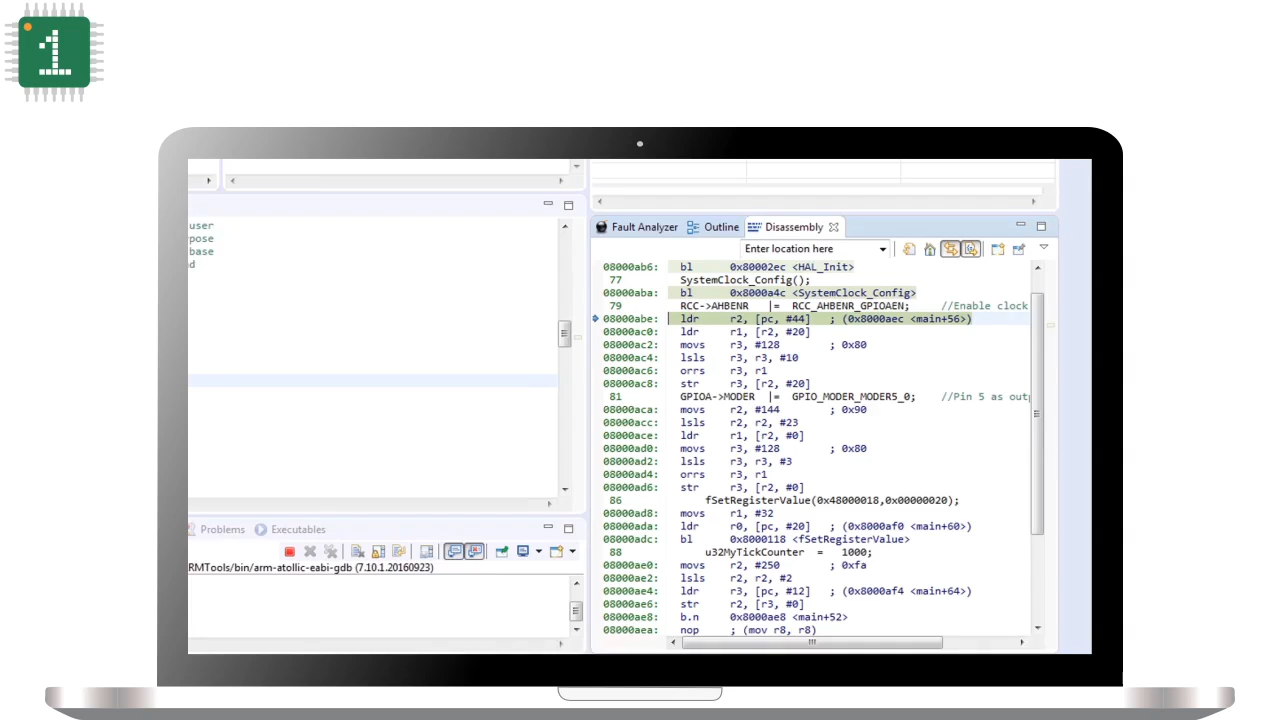 1
user
pose
base
d
Problems Executables
RMTools/bin/arm-atollic-eabi-gdb (7.10.1.20160923)
Fault Analyzer Outline Disassembly
Enter location here
08000ab6: bl 0x80002ec <HAL_Init>
77 SystemClock_Config();
08000aba: bl 0x8000a4c <SystemClock_Config>
79 RCC->AHBENR |= RCC_AHBENR_GPIOAEN; //Enable clock
08000abe: ldr r2, [pc, #44] ; (0x8000aec <main+56>)
08000ac0: ldr r1, [r2, #20]
08000ac2: movs r3, #128 ; 0x80
08000ac4: lsls r3, r3, #10
08000ac6: orrs r3, r1
08000ac8: str r3, [r2, #20]
81 GPIOA->MODER |= GPIO_MODER_MODER5_0; //Pin 5 as outp
08000aca: movs r2, #144 ; 0x90
08000acc: lsls r2, r2, #23
08000ace: ldr r1, [r2, #0]
08000ad0: movs r3, #128 ; 0x80
08000ad2: lsls r3, r3, #3
08000ad4: orrs r3, r1
08000ad6: str r3, [r2, #0]
86 fSetRegisterValue(0x48000018,0x00000020);
08000ad8: movs r1, #32
08000ada: ldr r0, [pc, #20] ; (0x8000af0 <main+60>)
08000adc: bl 0x8000118 <fSetRegisterValue>
88 u32MyTickCounter = 1000;
08000ae0: movs r2, #250 ; 0xfa
08000ae2: lsls r2, r2, #2
08000ae4: ldr r3, [pc, #12] ; (0x8000af4 <main+64>)
08000ae6: str r2, [r3, #0]
08000ae8: b.n 0x8000ae8 <main+52>
08000aea: nop ; (mov r8, r8)